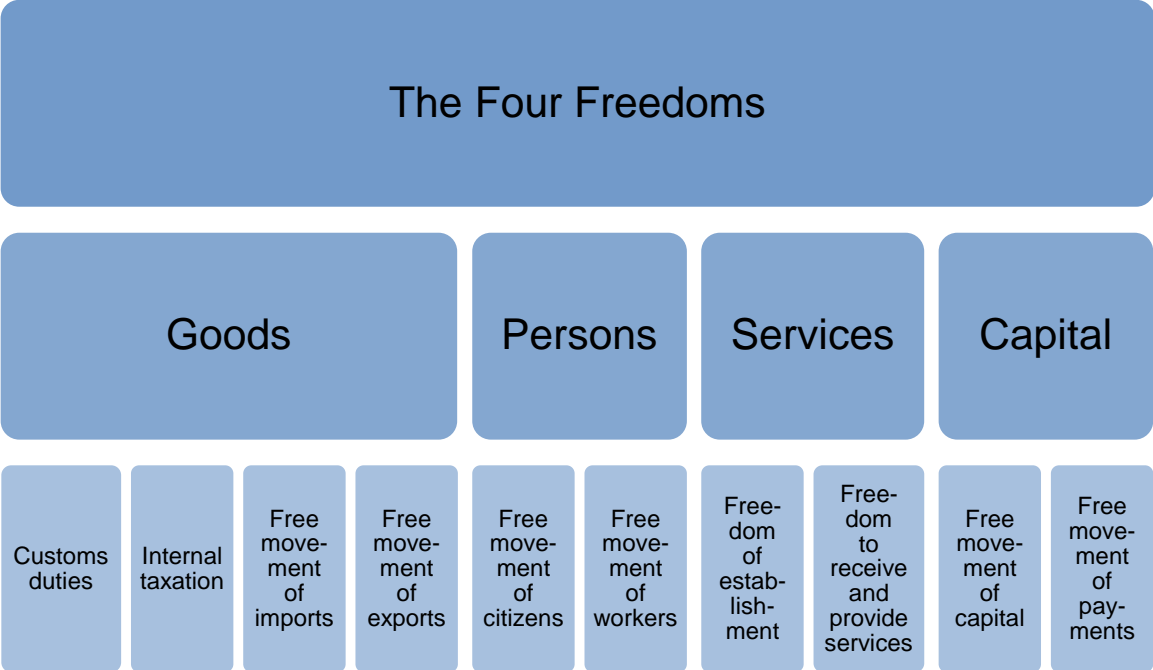 The Four Freedoms
Goods
Persons
Services
Capital
Customs
duties
Internal
taxation
Free
move-
ment
of
imports
Free
move-
ment
of
exports
Free
move-
ment
of
citizens
Free
move-
ment
of
workers
Free-
dom
of
estab-
lish-
ment
Free-
dom
to
receive
and
provide
services
Free
move-
ment
of
capital
Free
move-
ment
of
pay-
ments